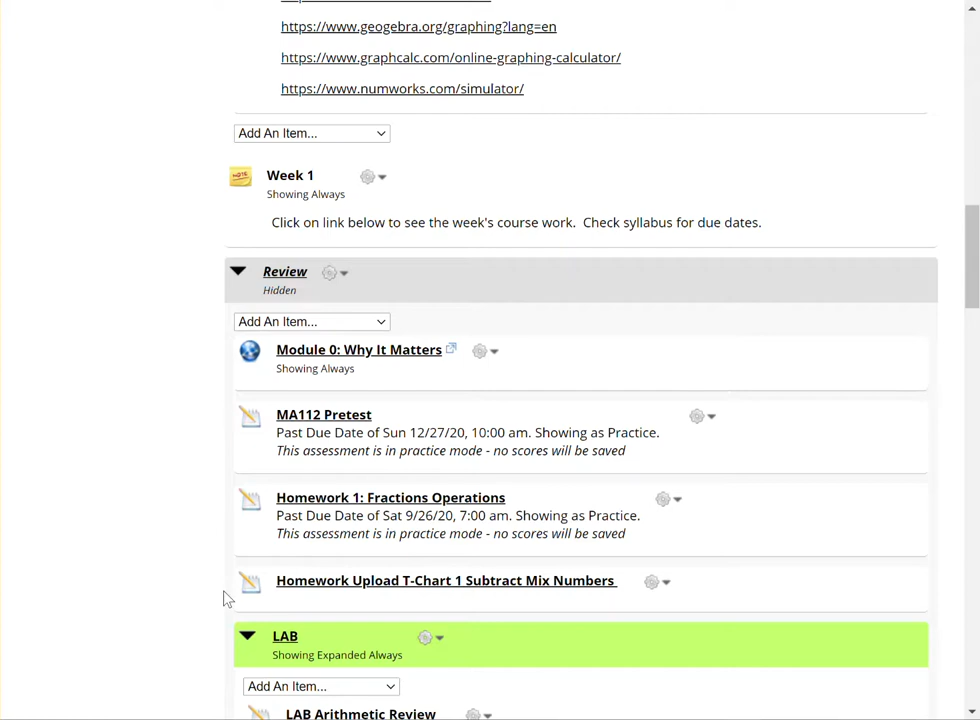 https://www.geogebra.org/graphing?lang=en
https://www.graphcalc.com/online-graphing-calculator/
https://www.numworks.com/simulator/
Add An Item...
NOTE
Week 1
Showing Always
Click on link below to see the week's course work. Check syllabus for due dates.
Review
Hidden
Add An Item...
Module 0: Why It Matters
Showing Always
MA112 Pretest
Past Due Date of Sun 12/27/20, 10:00 am. Showing as Practice.
This assessment is in practice mode - no scores will be saved
Homework 1: Fractions Operations
Past Due Date of Sat 9/26/20, 7:00 am. Showing as Practice.
This assessment is in practice mode - no scores will be saved
Homework Upload T-Chart 1 Subtract Mix Numbers
LAB
Showing Expanded Always
Add An Item...
LAB Arithmetic Review